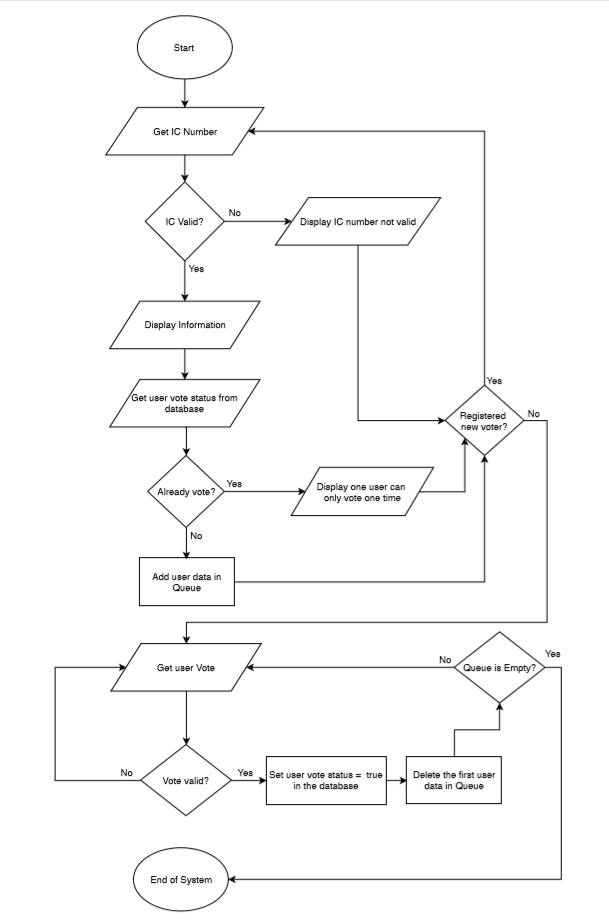 Start
Get IC Number
IC Valid?
No
Display IC number not valid
Yes
Display Information
Get user vote status from
database
Yes
Registered
new voter?
No
Already vote?
Yes
Display one user can
only vote one time
No
Add user data in
Queue
Get user Vote
No
Queue is Empty?
Yes
No
Vote valid?
Yes
Set user vote status = true
in the database
Delete the first user
data in Queue
End of System